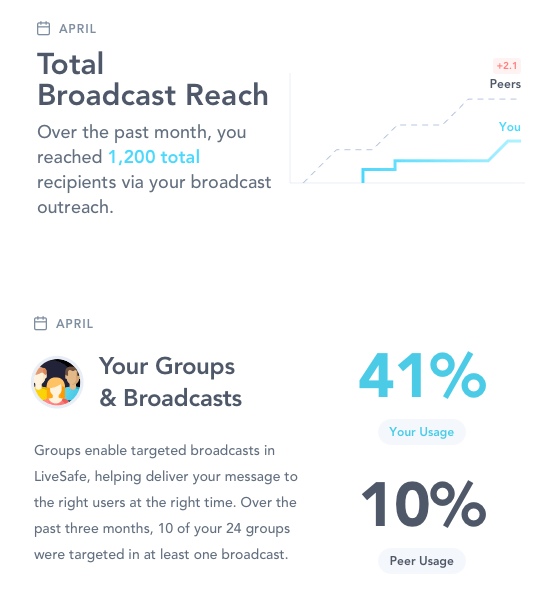 APRIL
Total
Broadcast Reach
Over the past month, you
reached 1,200 total
recipients via your broadcast
outreach.
+2.1
Peers
You
APRIL
Your Groups
& Broadcasts
Groups enable targeted broadcasts in
LiveSafe, helping deliver your message to
the right users at the right time. Over the
past three months, 10 of your 24 groups
were targeted in at least one broadcast.
41%
Your Usage
10%
Peer Usage